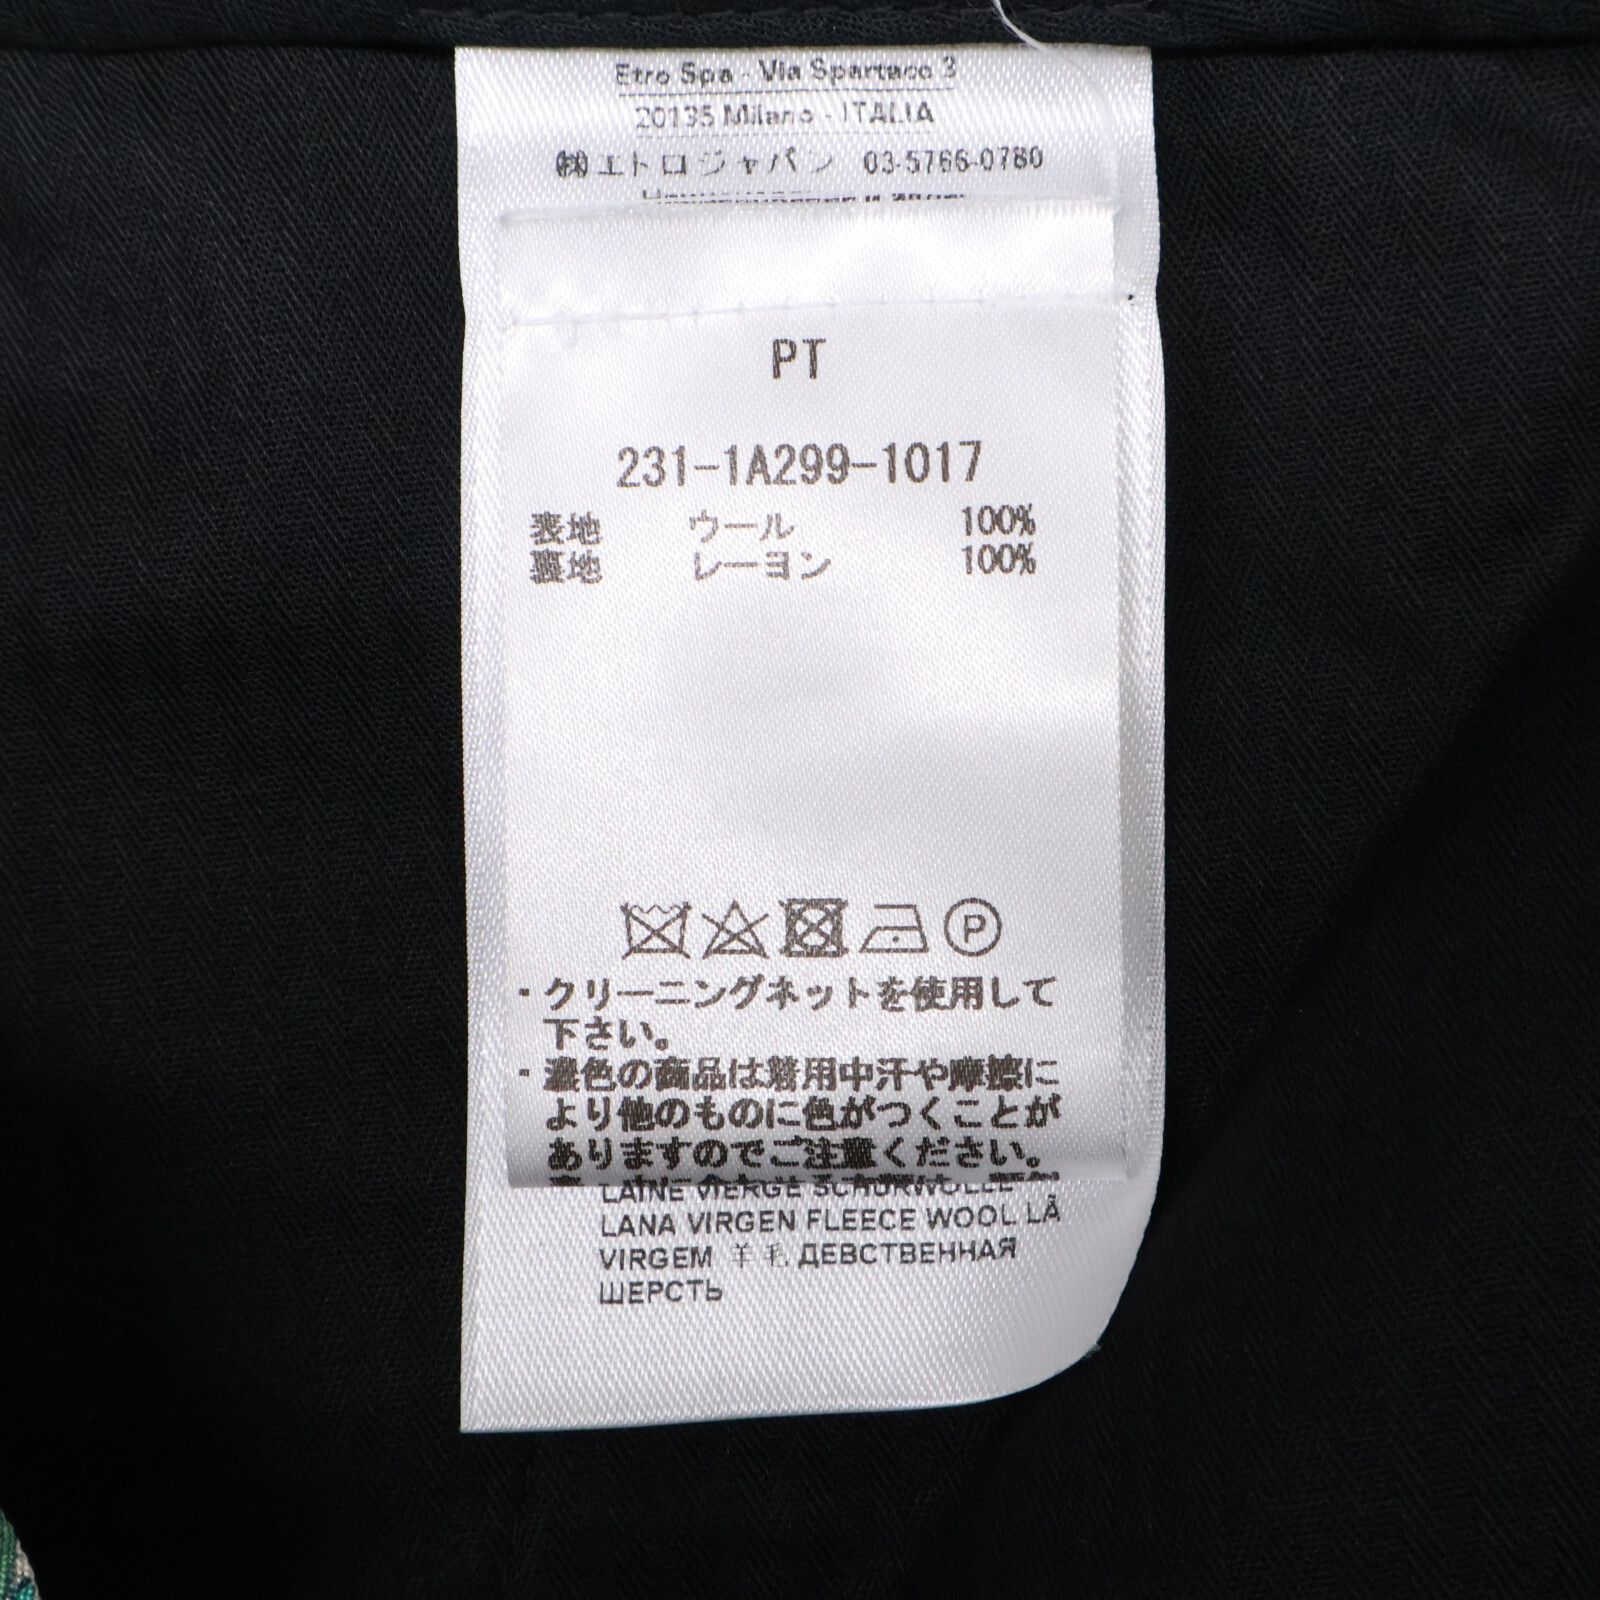 Etro Spa - Via Spartaco 3
20135 Milano - ITALIA
㈱エトロジャパン 03-5766-0780
PT
231-1A299-1017
表地 ウール 100%
裏地 レーヨン 100%
P
・クリーニングネットを使用して
下さい。
・濃色の商品は着用中汗や摩擦に
より他のものに色がつくことが
ありますのでご注意ください。
LAINE VIERGE SCHURWOLLE
LANA VIRGEN FLEECE WOOL LÃ
VIRGEM 羊毛 ДЕВСТВЕННАЯ
ШЕРСТЬ